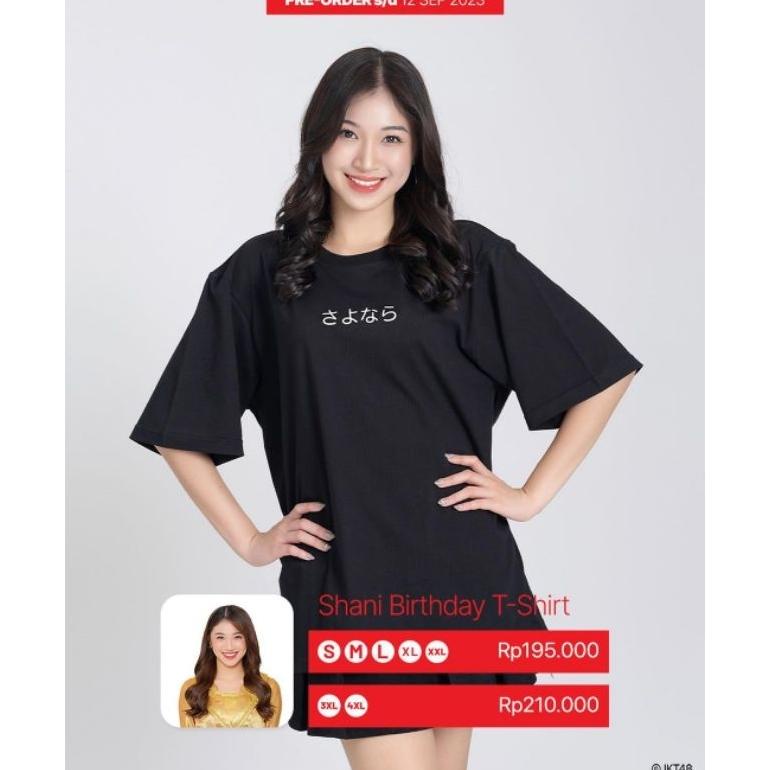 PRE-ORDER s/d 12 SEP 2023
さよなら
Shani Birthday T-Shirt
S M L XL XXL Rp195.000
3XL 4XL Rp210.000
© JKT48